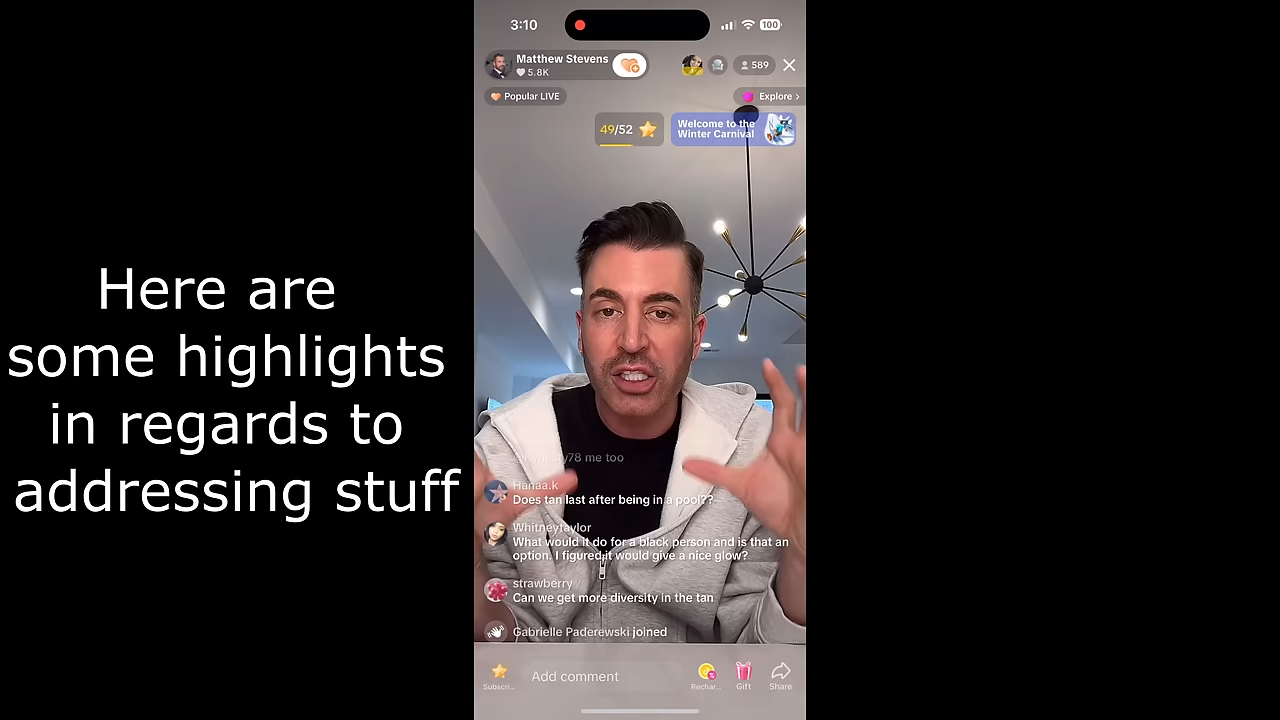 Here are
some highlights
in regards to
addressing stuff
3:10
100
Matthew Stevens
5.8K
589
Popular LIVE
Explore >
49/52
Welcome to the
Winter Carnival
78 me too
Hanaa.k
Does tan last after being in a pool??
Whitneytaylor
What would it do for a black person and is that an
option. I figured it would give a nice glow?
strawberry
Can we get more diversity in the tan
Gabrielle Paderewski joined
Subscri...
Add comment
Rechar...
Gift
Share